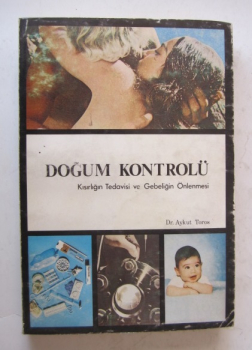 DOĞUM KONTROLÜ
Kısırlığın Tedavisi ve Gebeliğin Önlenmesi
Dr. Aykut Toros